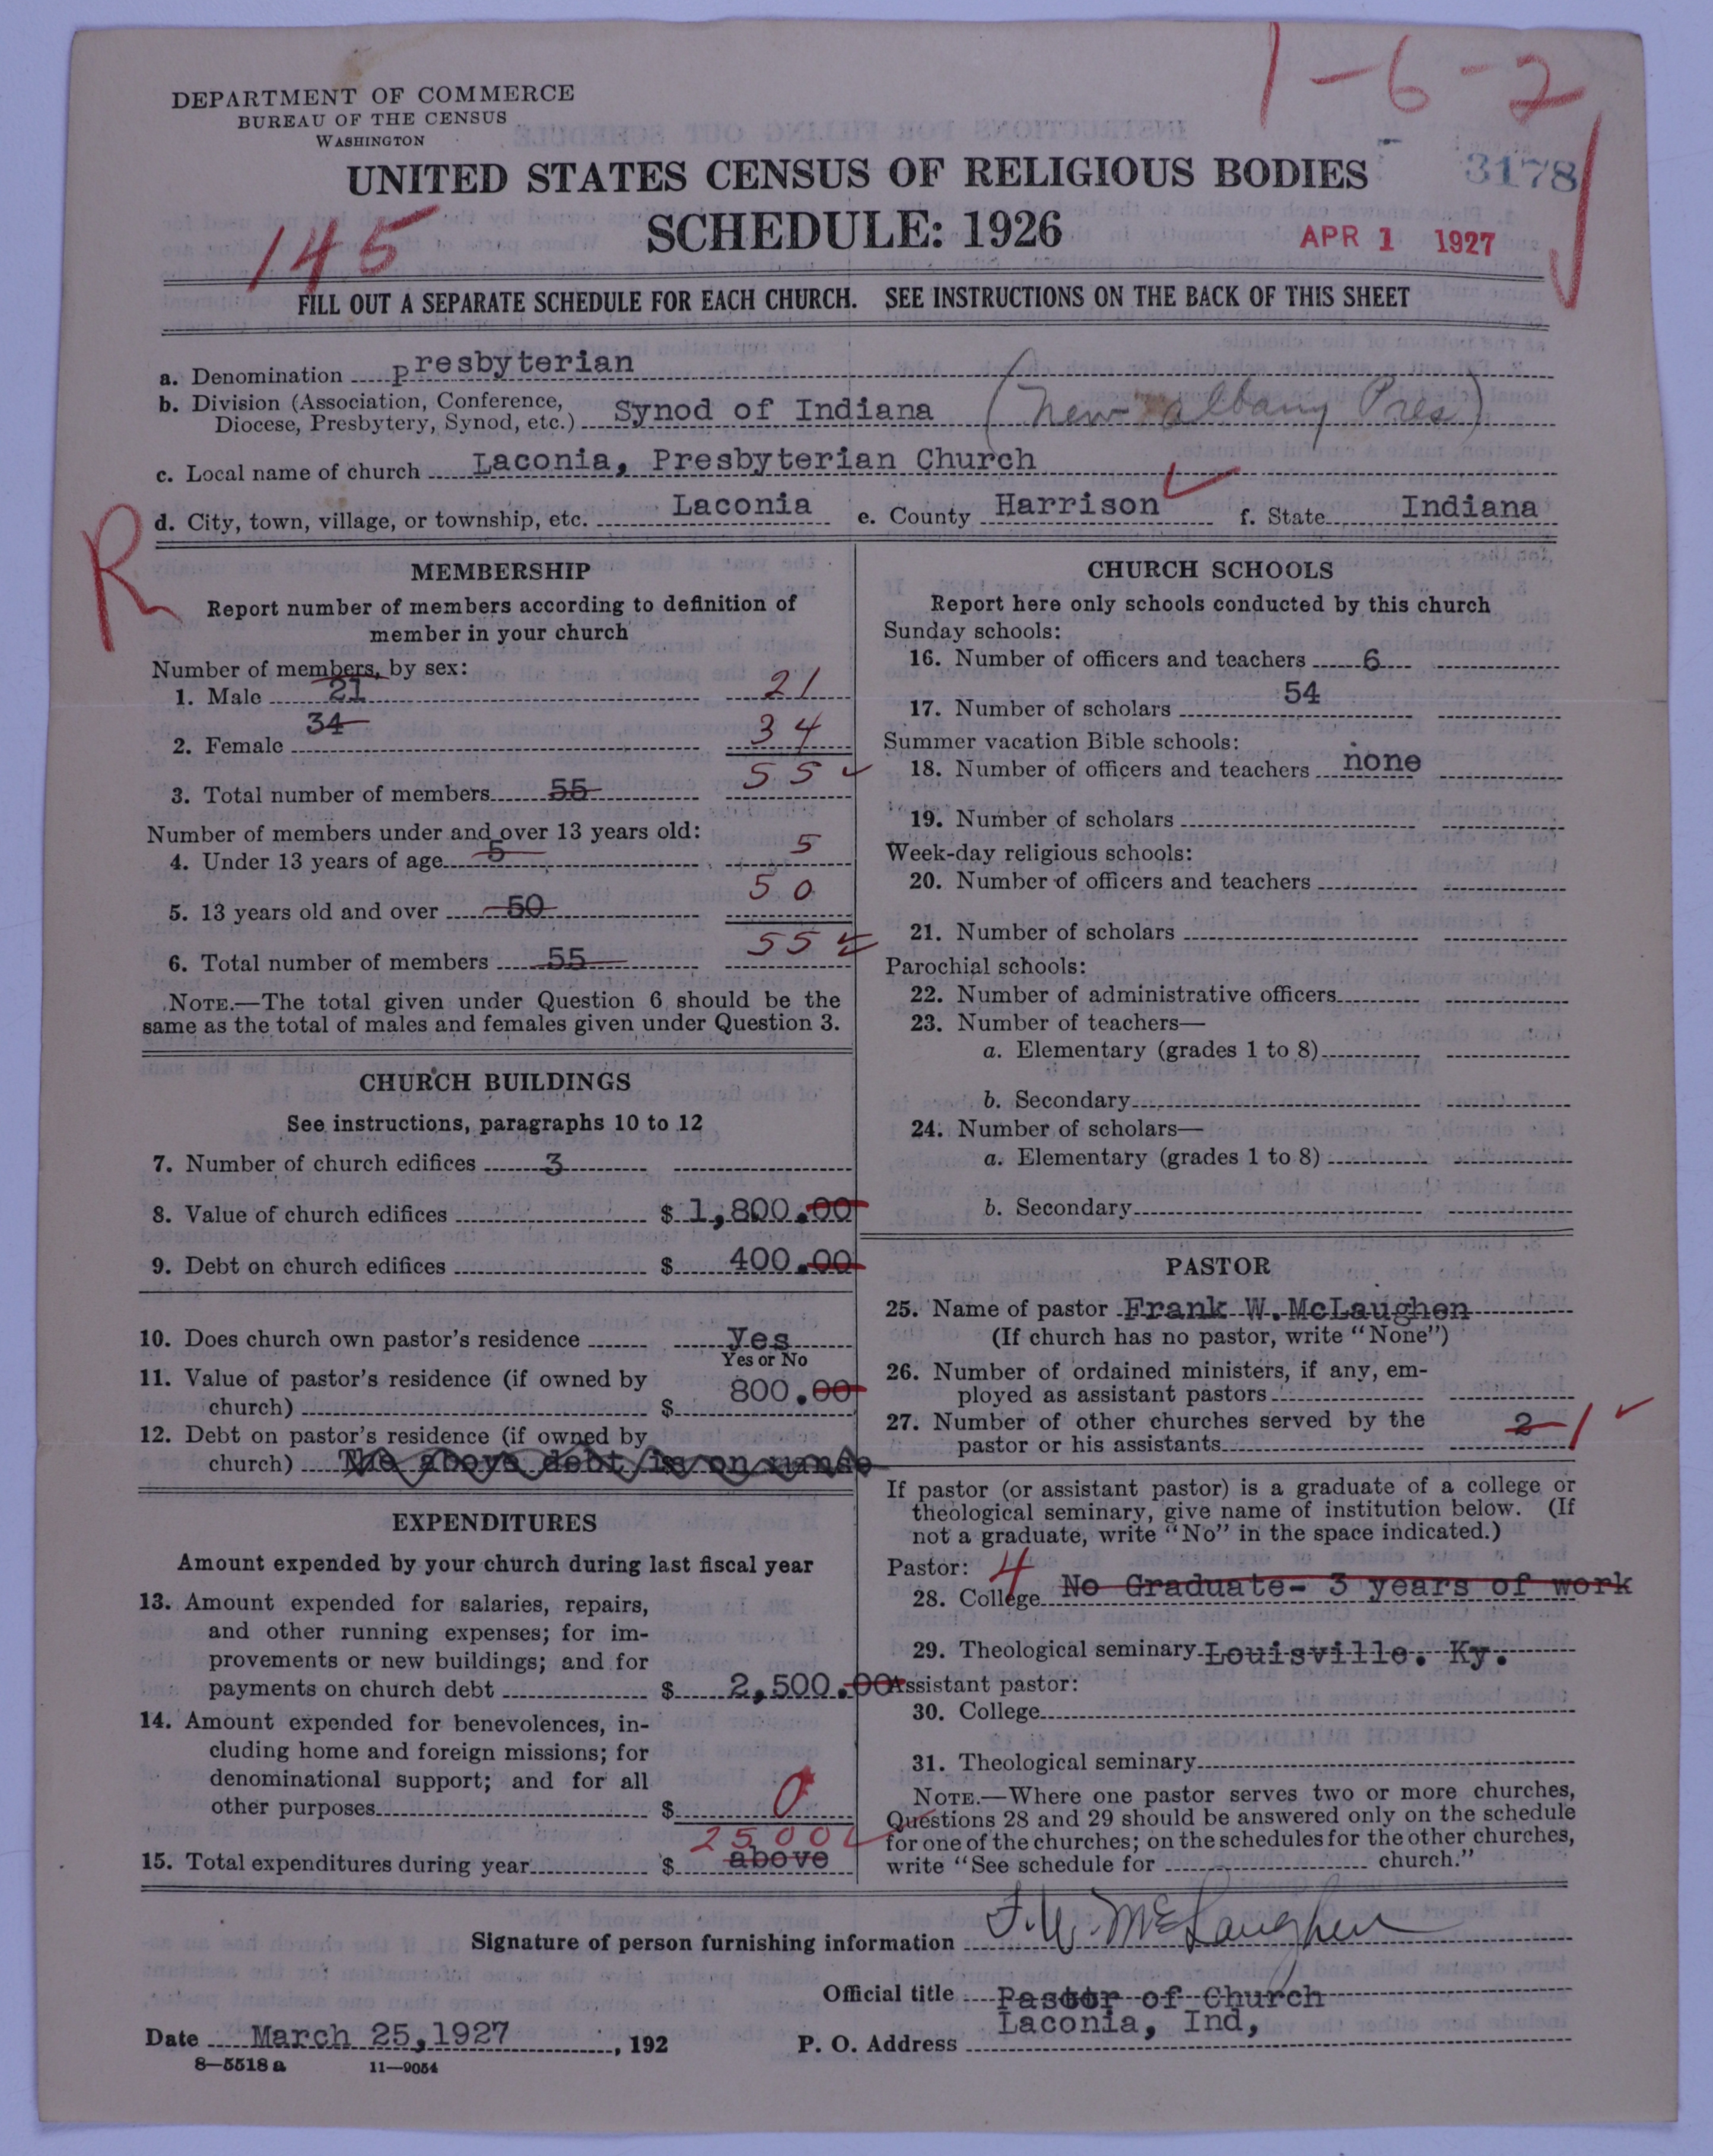 1-6-2
DEPARTMENT OF COMMERCE
BUREAU OF THE CENSUS
WASHINGTON
UNITED STATES CENSUS OF RELIGIOUS BODIES
3178
SCHEDULE: 1926
APR 1 1927
145
FILL OUT A SEPARATE SCHEDULE FOR EACH CHURCH. SEE INSTRUCTIONS ON THE BACK OF THIS SHEET
a. Denomination presbyterian
b. Division (Association, Conference, Diocese, Presbytery, Synod, etc.) Synod of Indiana (New Albany Pres)
c. Local name of church Laconia, Presbyterian Church
d. City, town, village, or township, etc. Laconia e. County Harrison f. State Indiana
R
MEMBERSHIP
Report number of members according to definition of
member in your church
Number of members, by sex:
1. Male 21 21
2. Female 34 34
3. Total number of members 55 55
Number of members under and over 13 years old:
4. Under 13 years of age 5 5
5. 13 years old and over 50 50
6. Total number of members 55 55
NOTE.—The total given under Question 6 should be the
same as the total of males and females given under Question 3.
CHURCH BUILDINGS
See instructions, paragraphs 10 to 12
7. Number of church edifices 3
8. Value of church edifices $ 1,800.00
9. Debt on church edifices $ 400.00
10. Does church own pastor's residence Yes
Yes or No
11. Value of pastor's residence (if owned by
church) $ 800.00
12. Debt on pastor's residence (if owned by
church) The above debt is on manse
EXPENDITURES
Amount expended by your church during last fiscal year
13. Amount expended for salaries, repairs,
and other running expenses; for im-
provements or new buildings; and for
payments on church debt $ 2,500.00
14. Amount expended for benevolences, in-
cluding home and foreign missions; for
denominational support; and for all
other purposes $ 0
2500
15. Total expenditures during year $ above
CHURCH SCHOOLS
Report here only schools conducted by this church
Sunday schools:
16. Number of officers and teachers 6
17. Number of scholars 54
Summer vacation Bible schools:
18. Number of officers and teachers none
19. Number of scholars
Week-day religious schools:
20. Number of officers and teachers
21. Number of scholars
Parochial schools:
22. Number of administrative officers
23. Number of teachers—
a. Elementary (grades 1 to 8)
b. Secondary
24. Number of scholars—
a. Elementary (grades 1 to 8)
b. Secondary
PASTOR
25. Name of pastor Frank W. McLaughen
(If church has no pastor, write "None")
26. Number of ordained ministers, if any, em-
ployed as assistant pastors
27. Number of other churches served by the
pastor or his assistants 2 1
If pastor (or assistant pastor) is a graduate of a college or
theological seminary, give name of institution below. (If
not a graduate, write "No" in the space indicated.)
Pastor: 4
28. College No Graduate- 3 years of work
29. Theological seminary Louisville. Ky.
Assistant pastor:
30. College
31. Theological seminary
NOTE.—Where one pastor serves two or more churches,
Questions 28 and 29 should be answered only on the schedule
for one of the churches; on the schedules for the other churches,
write "See schedule for church."
Signature of person furnishing information F. W. McLaughen
Official title Pastor of Church
Date March 25,1927, 192 P. O. Address Laconia, Ind,
8—5518 a 11—9054